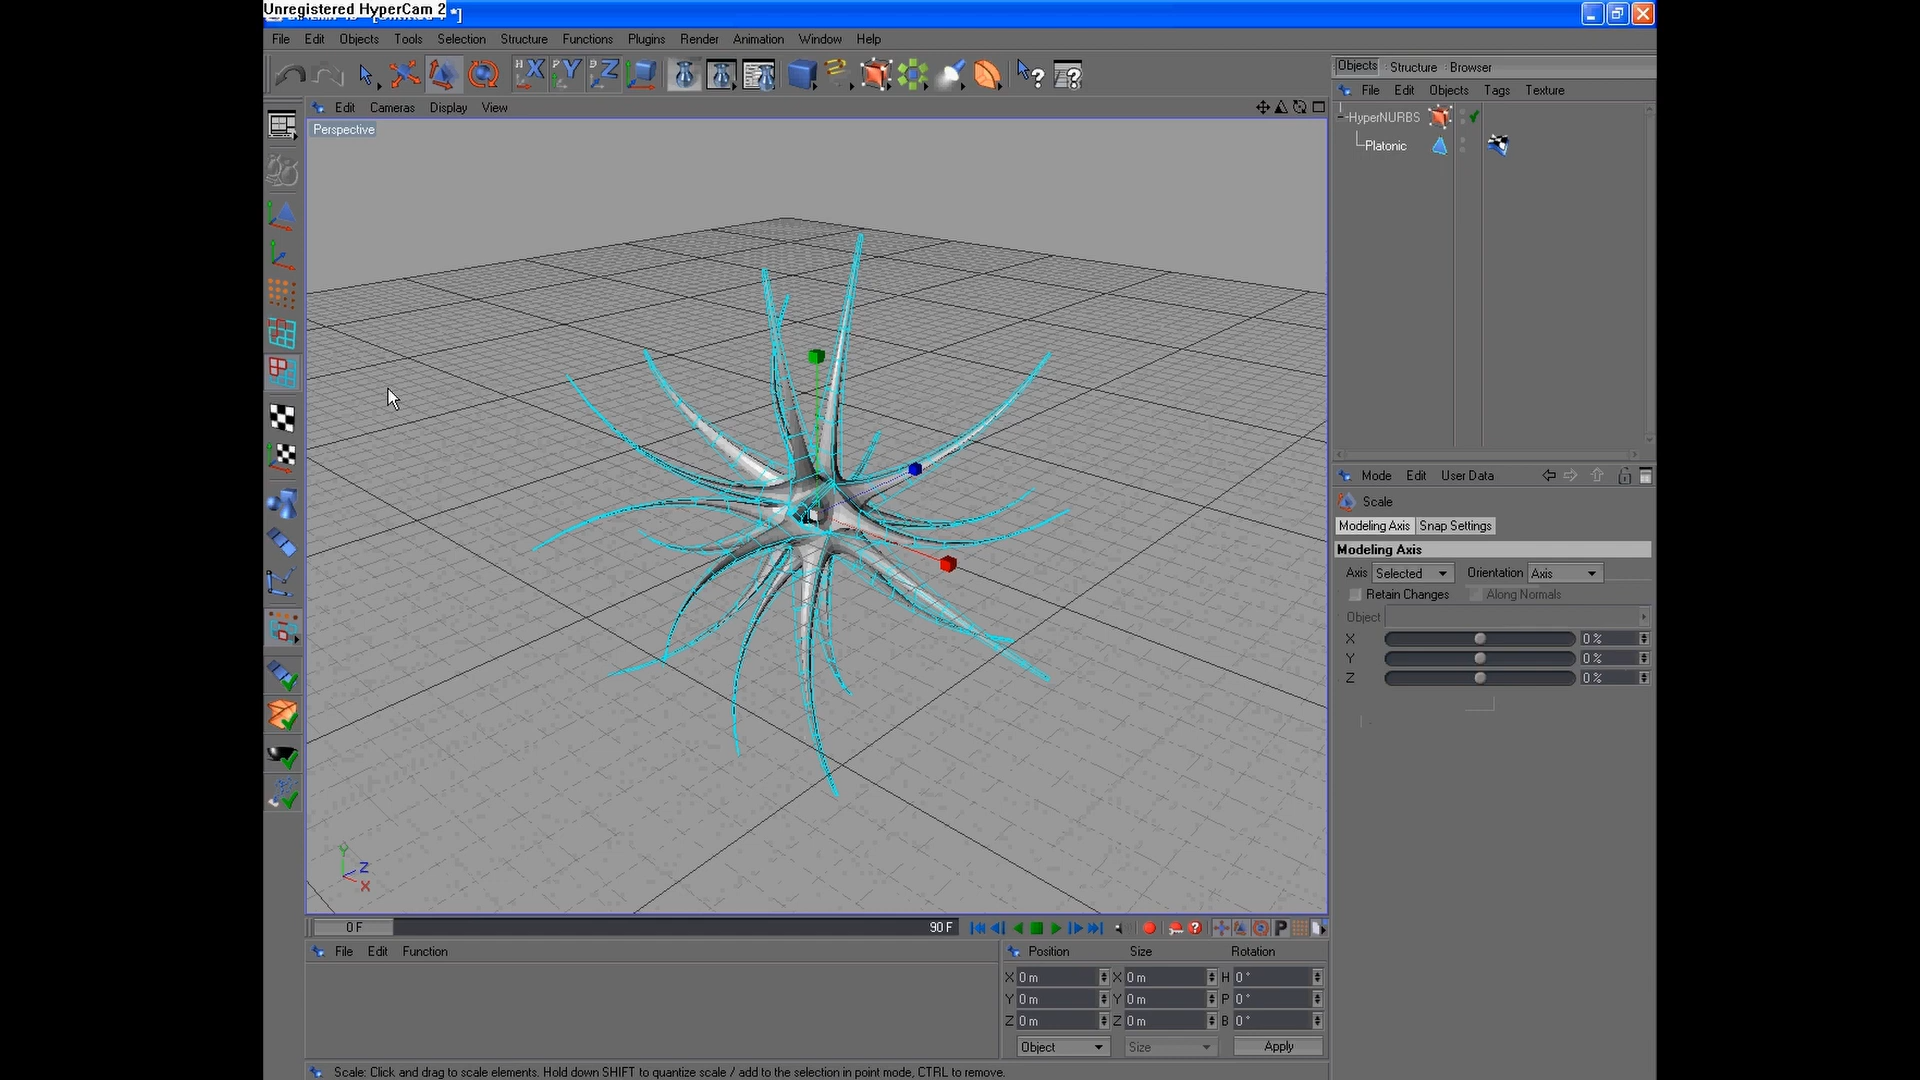 Unregistered HyperCam 2
File Edit Objects Tools Selection Structure Functions Plugins Render Animation Window Help
Objects Structure Browser
File Edit Objects Tags Texture
Edit Cameras Display View
Perspective
HyperNURBS
Platonic
Mode Edit User Data
Scale
Modeling Axis Snap Settings
Modeling Axis
Axis Selected Orientation Axis
Retain Changes Along Normals
Object
X 0 %
Y 0 %
Z 0 %
Y
Z
X
0 F 90 F
File Edit Function
Position Size Rotation
X 0 m X 0 m H 0 °
Y 0 m Y 0 m P 0 °
Z 0 m Z 0 m B 0 °
Object Size Apply
Scale: Click and drag to scale elements. Hold down SHIFT to quantize scale / add to the selection in point mode, CTRL to remove.